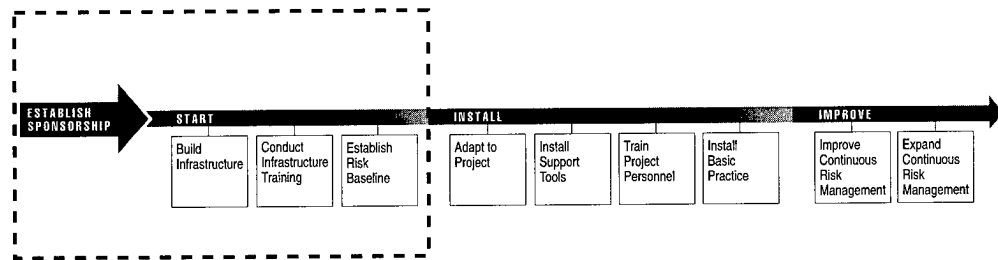 ESTABLISH
SPONSORSHIP
START
INSTALL
IMPROVE
Build
Infrastructure
Conduct
Infrastructure
Training
Establish
Risk
Baseline
Adapt to
Project
Install
Support
Tools
Train
Project
Personnel
Install
Basic
Practice
Improve
Continuous
Risk
Management
Expand
Continuous
Risk
Management